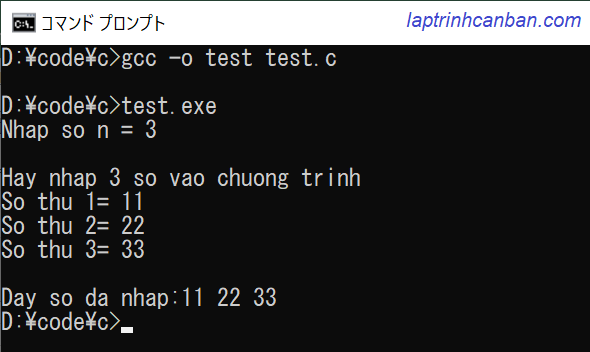 コマンド プロンプト
laptrinhcanban.com
D:¥code¥c>gcc -o test test.c
D:¥code¥c>test.exe
Nhap so n = 3
Hay nhap 3 so vao chuong trinh
So thu 1= 11
So thu 2= 22
So thu 3= 33
Day so da nhap:11 22 33
D:¥code¥c>